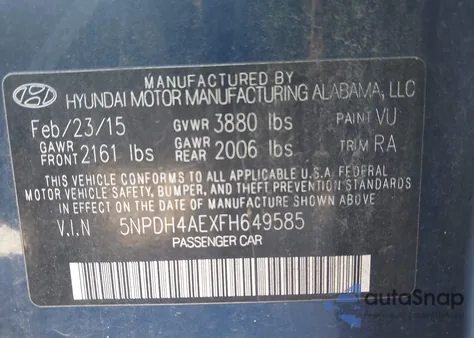 MANUFACTURED BY
HYUNDAI MOTOR MANUFACTURING ALABAMA, LLC
Feb/23/15 GVWR 3880 lbs PAINT VU
GAWR FRONT 2161 lbs GAWR REAR 2006 lbs TRIM RA
THIS VEHICLE CONFORMS TO ALL APPLICABLE U.S.A. FEDERAL
MOTOR VEHICLE SAFETY, BUMPER, AND THEFT PREVENTION STANDARDS
IN EFFECT ON THE DATE OF MANUFACTURE SHOWN ABOVE
V.I.N 5NPDH4AEXFH649585
PASSENGER CAR
autoSnap